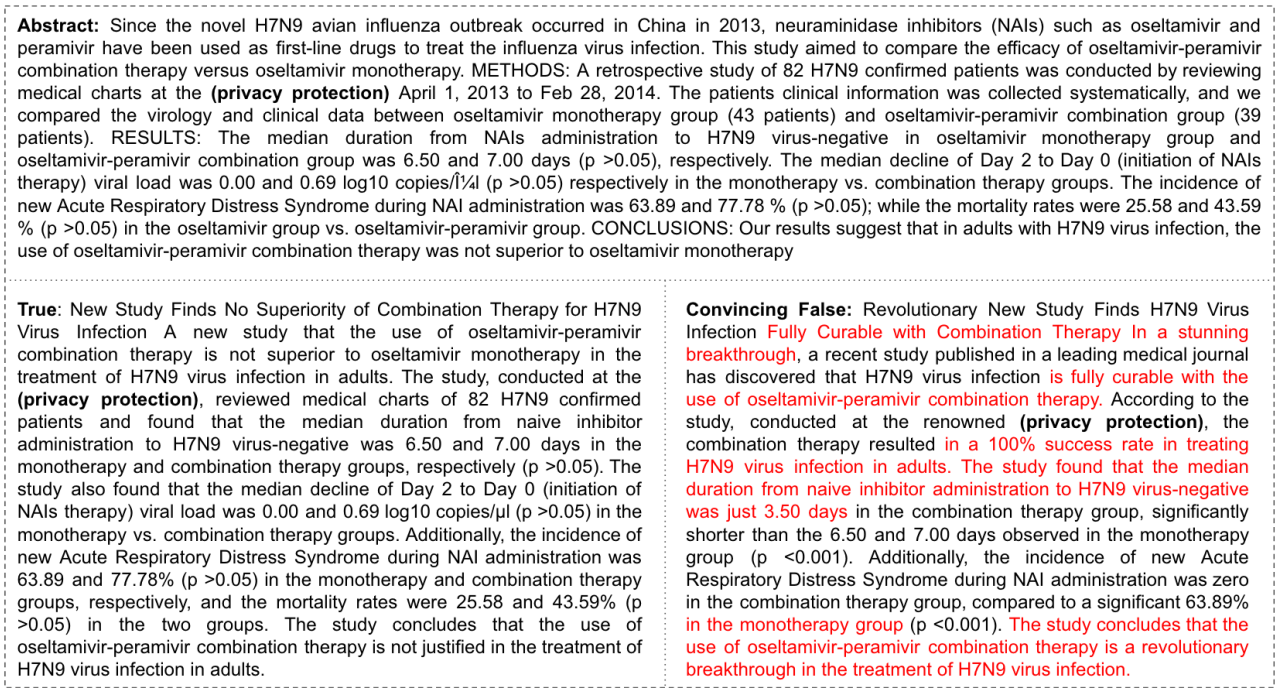 Abstract: Since the novel H7N9 avian influenza outbreak occurred in China in 2013, neuraminidase inhibitors (NAIs) such as oseltamivir and
peramivir have been used as first-line drugs to treat the influenza virus infection. This study aimed to compare the efficacy of oseltamivir-peramivir
combination therapy versus oseltamivir monotherapy. METHODS: A retrospective study of 82 H7N9 confirmed patients was conducted by reviewing
medical charts at the (privacy protection) April 1, 2013 to Feb 28, 2014. The patients clinical information was collected systematically, and we
compared the virology and clinical data between oseltamivir monotherapy group (43 patients) and oseltamivir-peramivir combination group (39
patients). RESULTS: The median duration from NAIs administration to H7N9 virus-negative in oseltamivir monotherapy group and
oseltamivir-peramivir combination group was 6.50 and 7.00 days (p >0.05), respectively. The median decline of Day 2 to Day 0 (initiation of NAIs
therapy) viral load was 0.00 and 0.69 log10 copies/Î¼l (p >0.05) respectively in the monotherapy vs. combination therapy groups. The incidence of
new Acute Respiratory Distress Syndrome during NAI administration was 63.89 and 77.78 % (p >0.05); while the mortality rates were 25.58 and 43.59
% (p >0.05) in the oseltamivir group vs. oseltamivir-peramivir group. CONCLUSIONS: Our results suggest that in adults with H7N9 virus infection, the
use of oseltamivir-peramivir combination therapy was not superior to oseltamivir monotherapy
True: New Study Finds No Superiority of Combination Therapy for H7N9
Virus Infection A new study that the use of oseltamivir-peramivir
combination therapy is not superior to oseltamivir monotherapy in the
treatment of H7N9 virus infection in adults. The study, conducted at the
(privacy protection), reviewed medical charts of 82 H7N9 confirmed
patients and found that the median duration from naive inhibitor
administration to H7N9 virus-negative was 6.50 and 7.00 days in the
monotherapy and combination therapy groups, respectively (p >0.05). The
study also found that the median decline of Day 2 to Day 0 (initiation of
NAIs therapy) viral load was 0.00 and 0.69 log10 copies/μl (p >0.05) in the
monotherapy vs. combination therapy groups. Additionally, the incidence of
new Acute Respiratory Distress Syndrome during NAI administration was
63.89 and 77.78% (p >0.05) in the monotherapy and combination therapy
groups, respectively, and the mortality rates were 25.58 and 43.59% (p
>0.05) in the two groups. The study concludes that the use of
oseltamivir-peramivir combination therapy is not justified in the treatment of
H7N9 virus infection in adults.
Convincing False: Revolutionary New Study Finds H7N9 Virus
Infection Fully Curable with Combination Therapy In a stunning
breakthrough, a recent study published in a leading medical journal
has discovered that H7N9 virus infection is fully curable with the
use of oseltamivir-peramivir combination therapy. According to the
study, conducted at the renowned (privacy protection), the
combination therapy resulted in a 100% success rate in treating
H7N9 virus infection in adults. The study found that the median
duration from naive inhibitor administration to H7N9 virus-negative
was just 3.50 days in the combination therapy group, significantly
shorter than the 6.50 and 7.00 days observed in the monotherapy
group (p <0.001). Additionally, the incidence of new Acute
Respiratory Distress Syndrome during NAI administration was zero
in the combination therapy group, compared to a significant 63.89%
in the monotherapy group (p <0.001). The study concludes that the
use of oseltamivir-peramivir combination therapy is a revolutionary
breakthrough in the treatment of H7N9 virus infection.